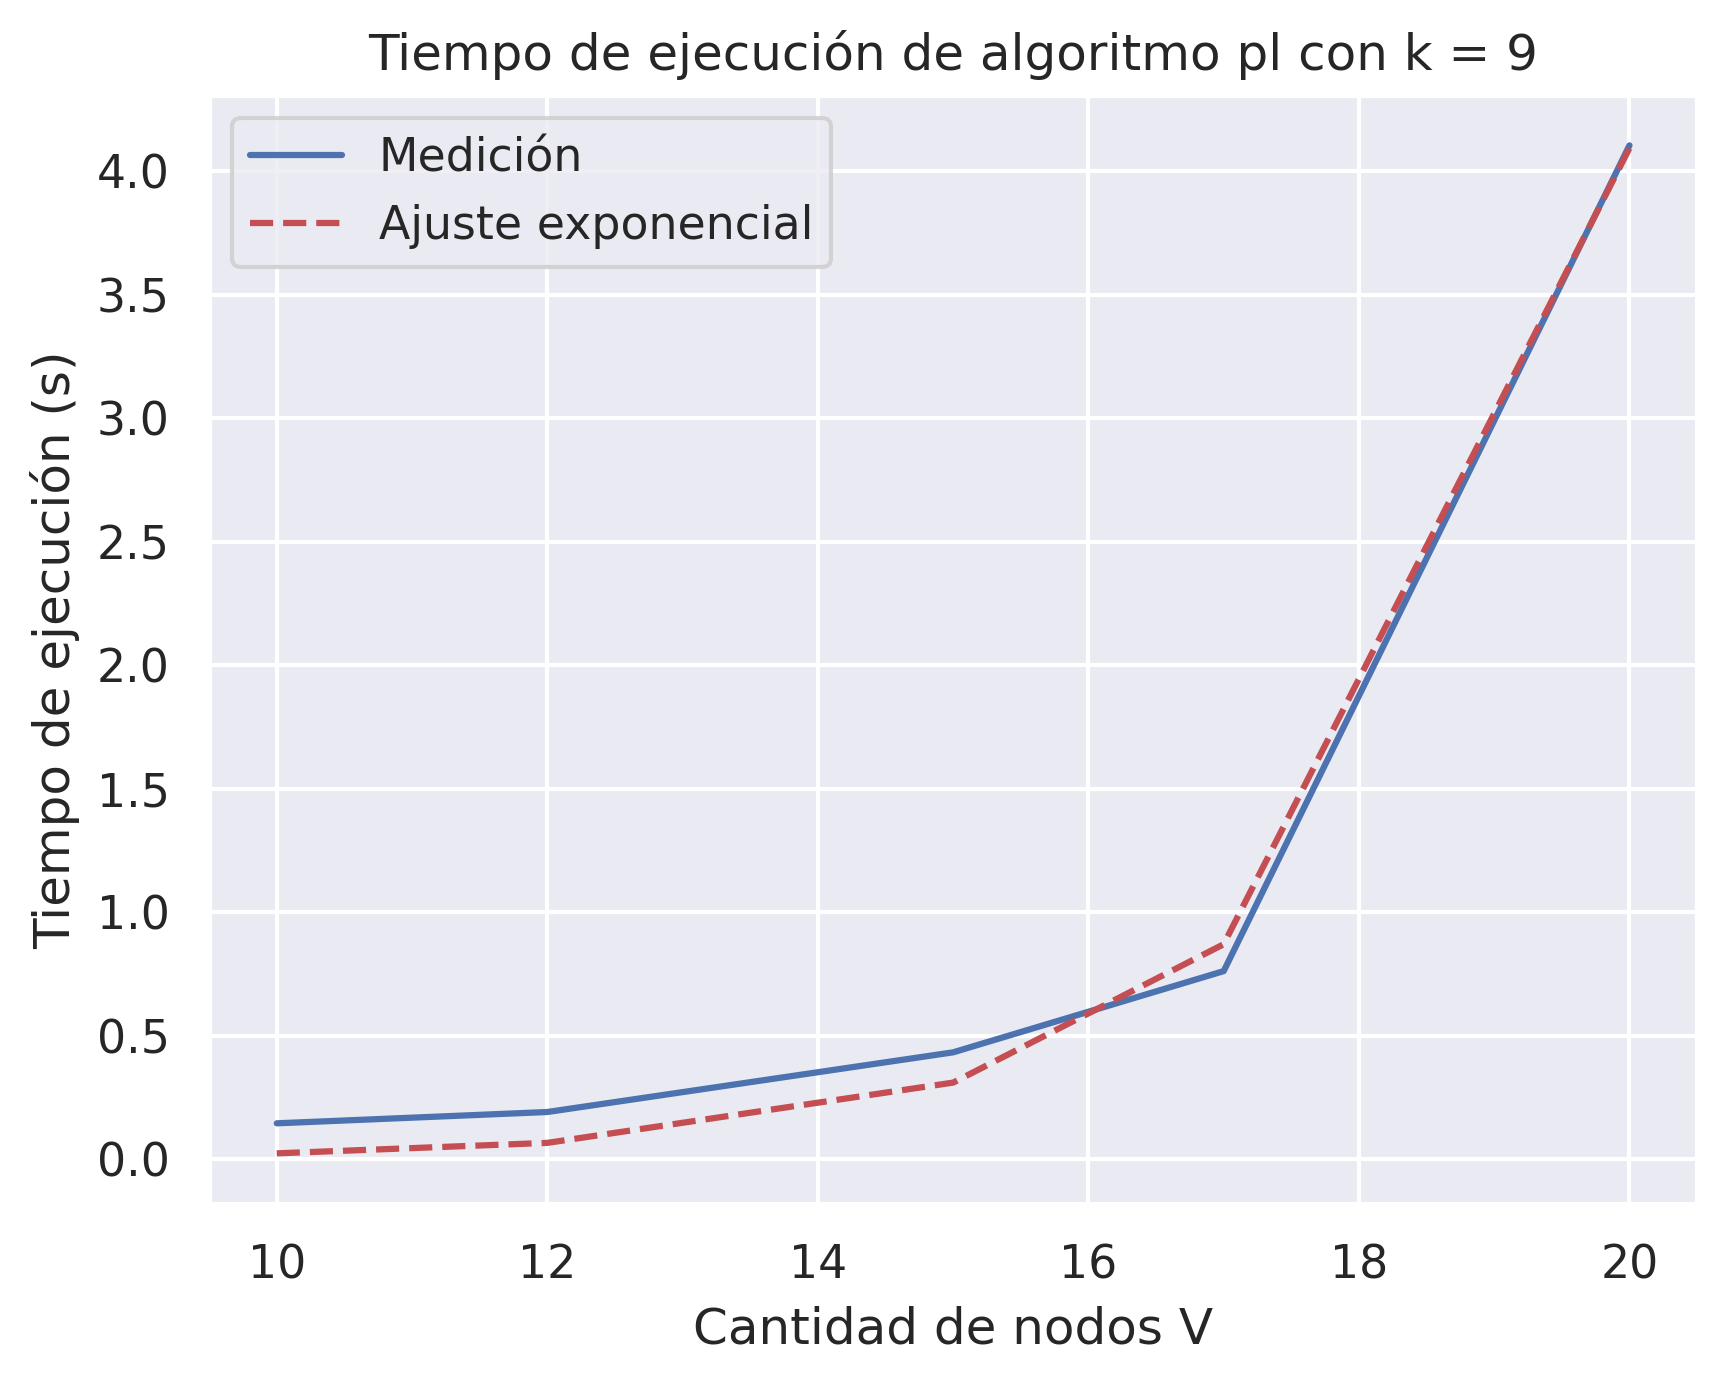 Tiempo de ejecución de algoritmo pl con k = 9
Medición
Ajuste exponencial
4.0
3.5
3.0
2.5
2.0
1.5
1.0
0.5
0.0
Tiempo de ejecución (s)
10 12 14 16 18 20
Cantidad de nodos V